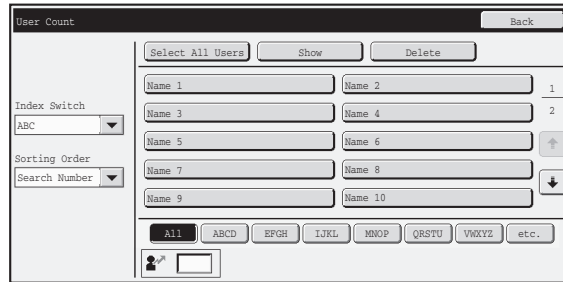 User Count
Back
Select All Users
Show
Delete
Name 1
Name 2
1
Index Switch
ABC
Name 3
Name 4
2
Name 5
Name 6
Sorting Order
Search Number
Name 7
Name 8
Name 9
Name 10
All
ABCD
EFGH
IJKL
MNOP
QRSTU
VWXYZ
etc.